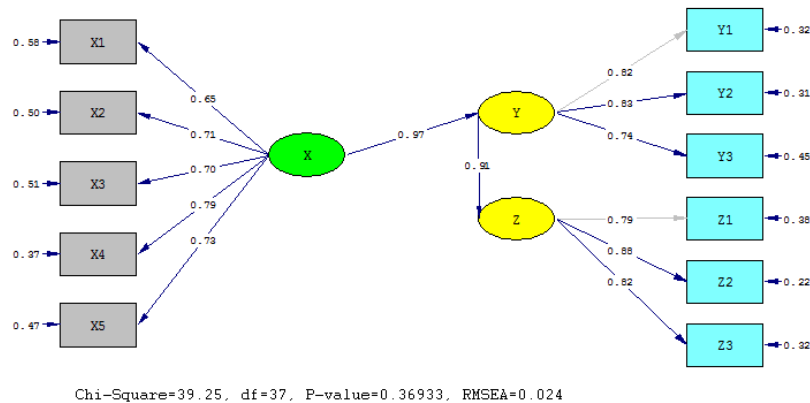 0.58 X1 0.65
0.50 X2 0.71
0.51 X3 0.70
0.37 X4 0.79
0.47 X5 0.73
X 0.97 Y
0.91
Z
0.82 Y1 0.32
0.83 Y2 0.31
0.74 Y3 0.45
0.79 Z1 0.38
0.88 Z2 0.22
0.82 Z3 0.32
Chi-Square=39.25, df=37, P-value=0.36933, RMSEA=0.024